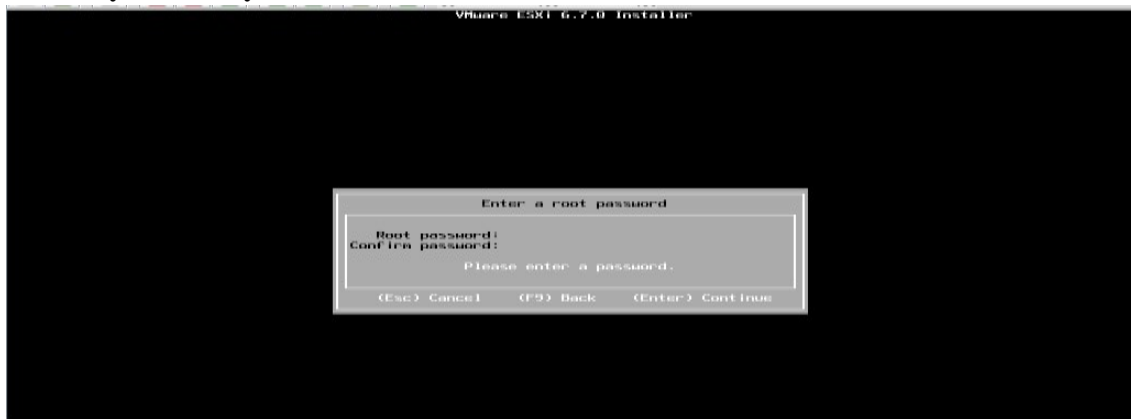 VMware ESXi 6.7.0 Installer
Enter a root password
Root password:
Confirm password:
Please enter a password.
(Esc) Cancel (F9) Back (Enter) Continue